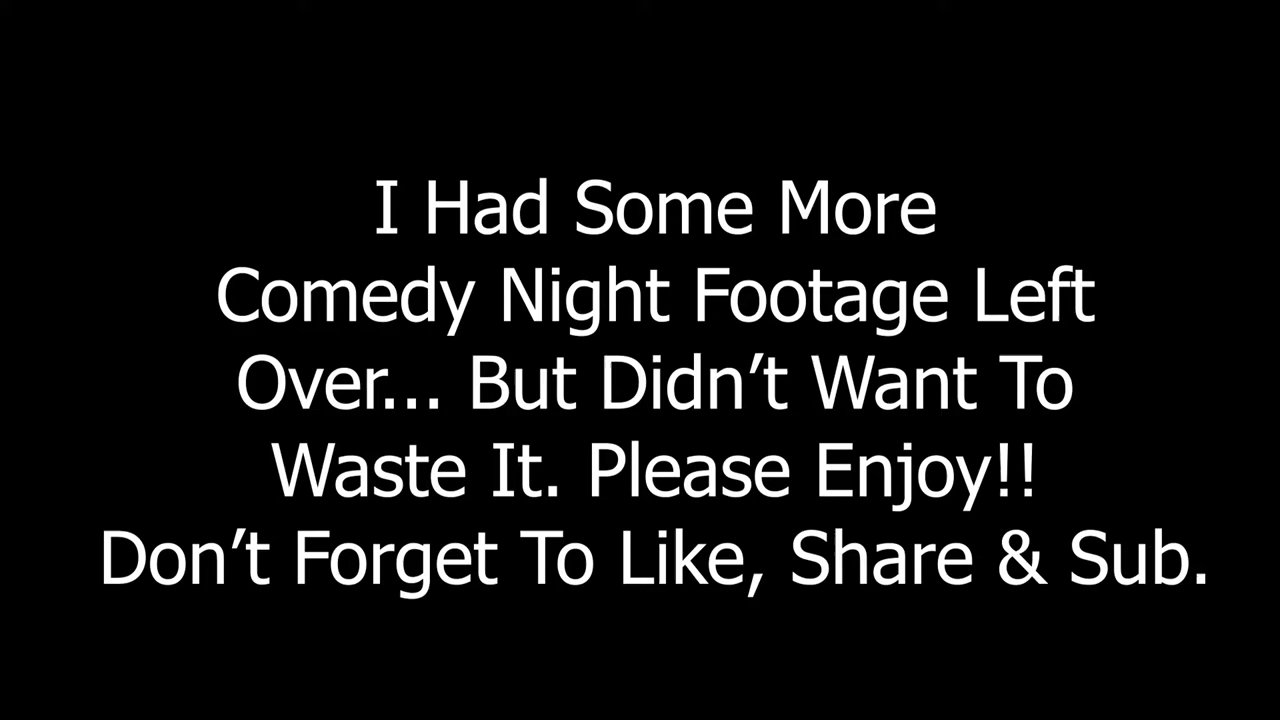 I Had Some More
Comedy Night Footage Left
Over... But Didn’t Want To
Waste It. Please Enjoy!!
Don’t Forget To Like, Share & Sub.